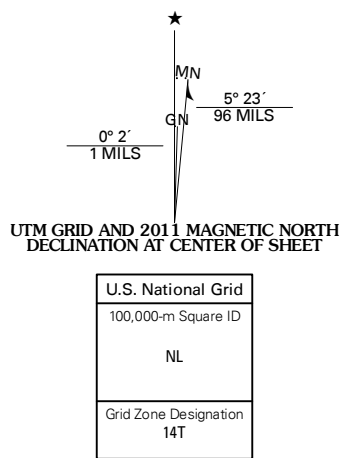 MN
GN
5° 23´
96 MILS
0° 2´
1 MILS
UTM GRID AND 2011 MAGNETIC NORTH
DECLINATION AT CENTER OF SHEET
U.S. National Grid
100,000-m Square ID
NL
Grid Zone Designation
14T